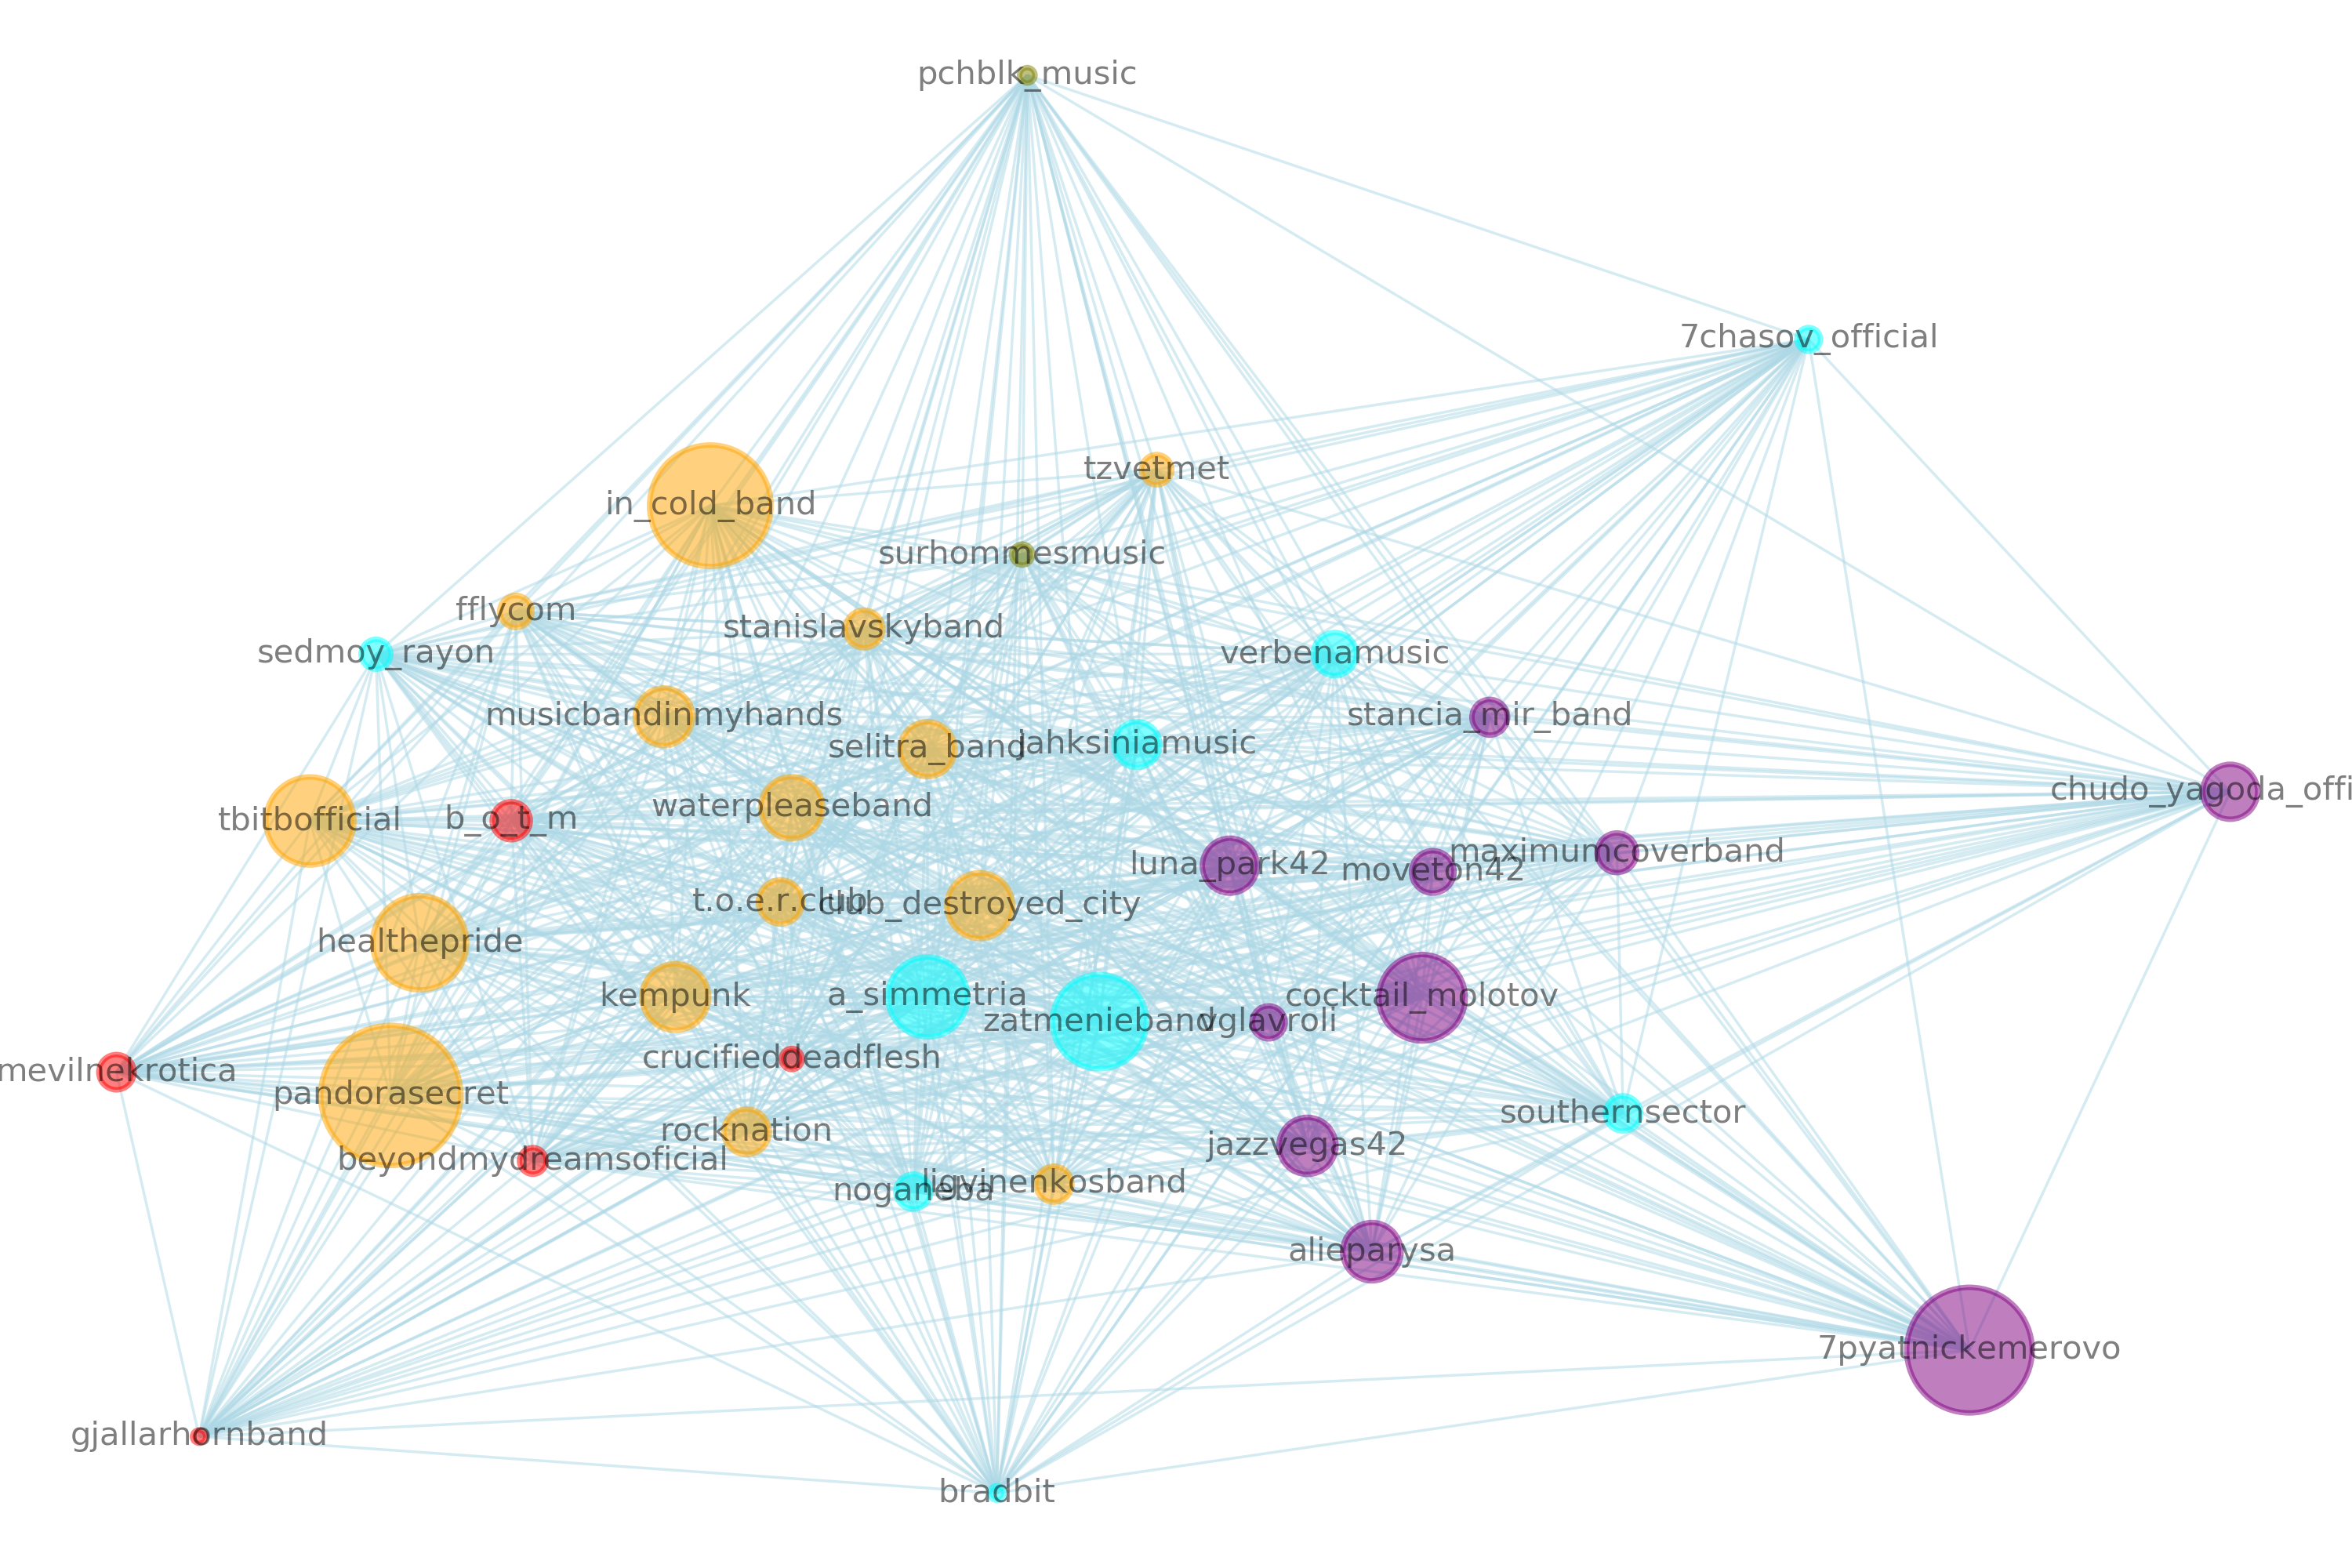 pchblk_music
7chasov_official
tzvetmet
in_cold_band
surhommesmusic
fflycom
stanislavskyband
sedmoy_rayon
verbenamusic
musicbandinmyhands
stancia_mir_band
selitra_band
jahksiniamusic
chudo_yagoda_offi
waterpleaseband
tbitbofficial
b_o_t_m
maximumcoverband
luna_park42
moveton42
t.o.e.r.club
club_destroyed_city
healthepride
kempunk
a_simmetria
cocktail_molotov
zatmenieband
vglavroli
crucifieddeadflesh
mevilnekrotica
pandorasecret
southernsector
rocknation
jazzvegas42
beyondmydreamsoficial
noganeba
ligvinenkosband
alieparysa
7pyatnickemerovo
gjallarhornband
bradbit